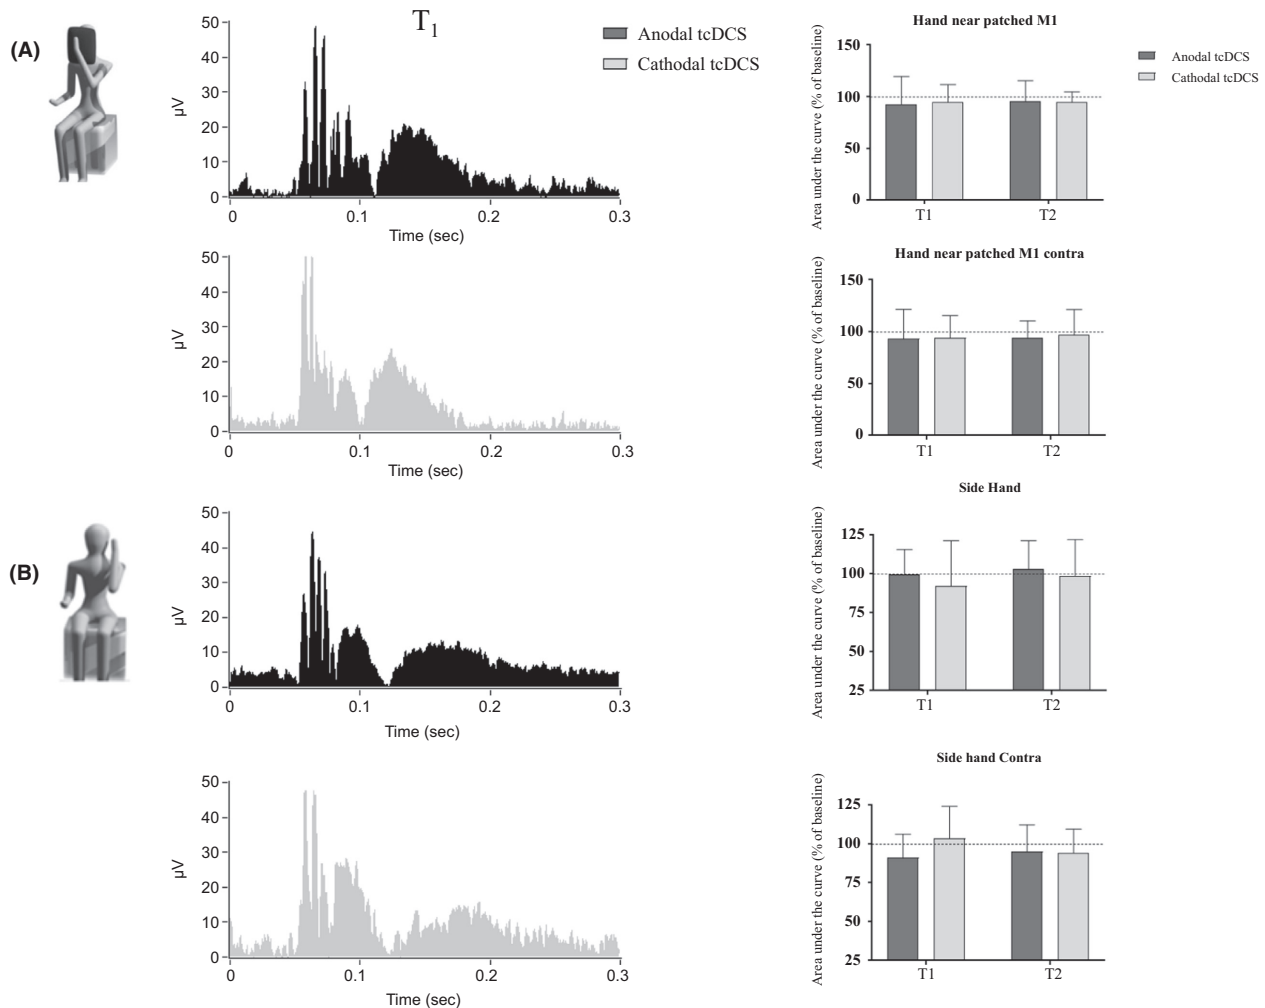 (A)
T1
Anodal tcDCS
Cathodal tcDCS
µV
50
40
30
20
10
0
0 0.1 0.2 0.3
Time (sec)
Hand near patched M1
Area under the curve (% of baseline)
150
100
50
0
T1 T2
Anodal tcDCS
Cathodal tcDCS
µV
50
40
30
20
10
0
0 0.1 0.2 0.3
Time (sec)
Hand near patched M1 contra
Area under the curve (% of baseline)
150
100
50
0
T1 T2
(B)
µV
50
40
30
20
10
0
0 0.1 0.2 0.3
Time (sec)
Side Hand
Area under the curve (% of baseline)
125
100
75
50
25
T1 T2
µV
50
40
30
20
10
0
0 0.1 0.2 0.3
Time (sec)
Side hand Contra
Area under the curve (% of baseline)
125
100
75
50
25
T1 T2